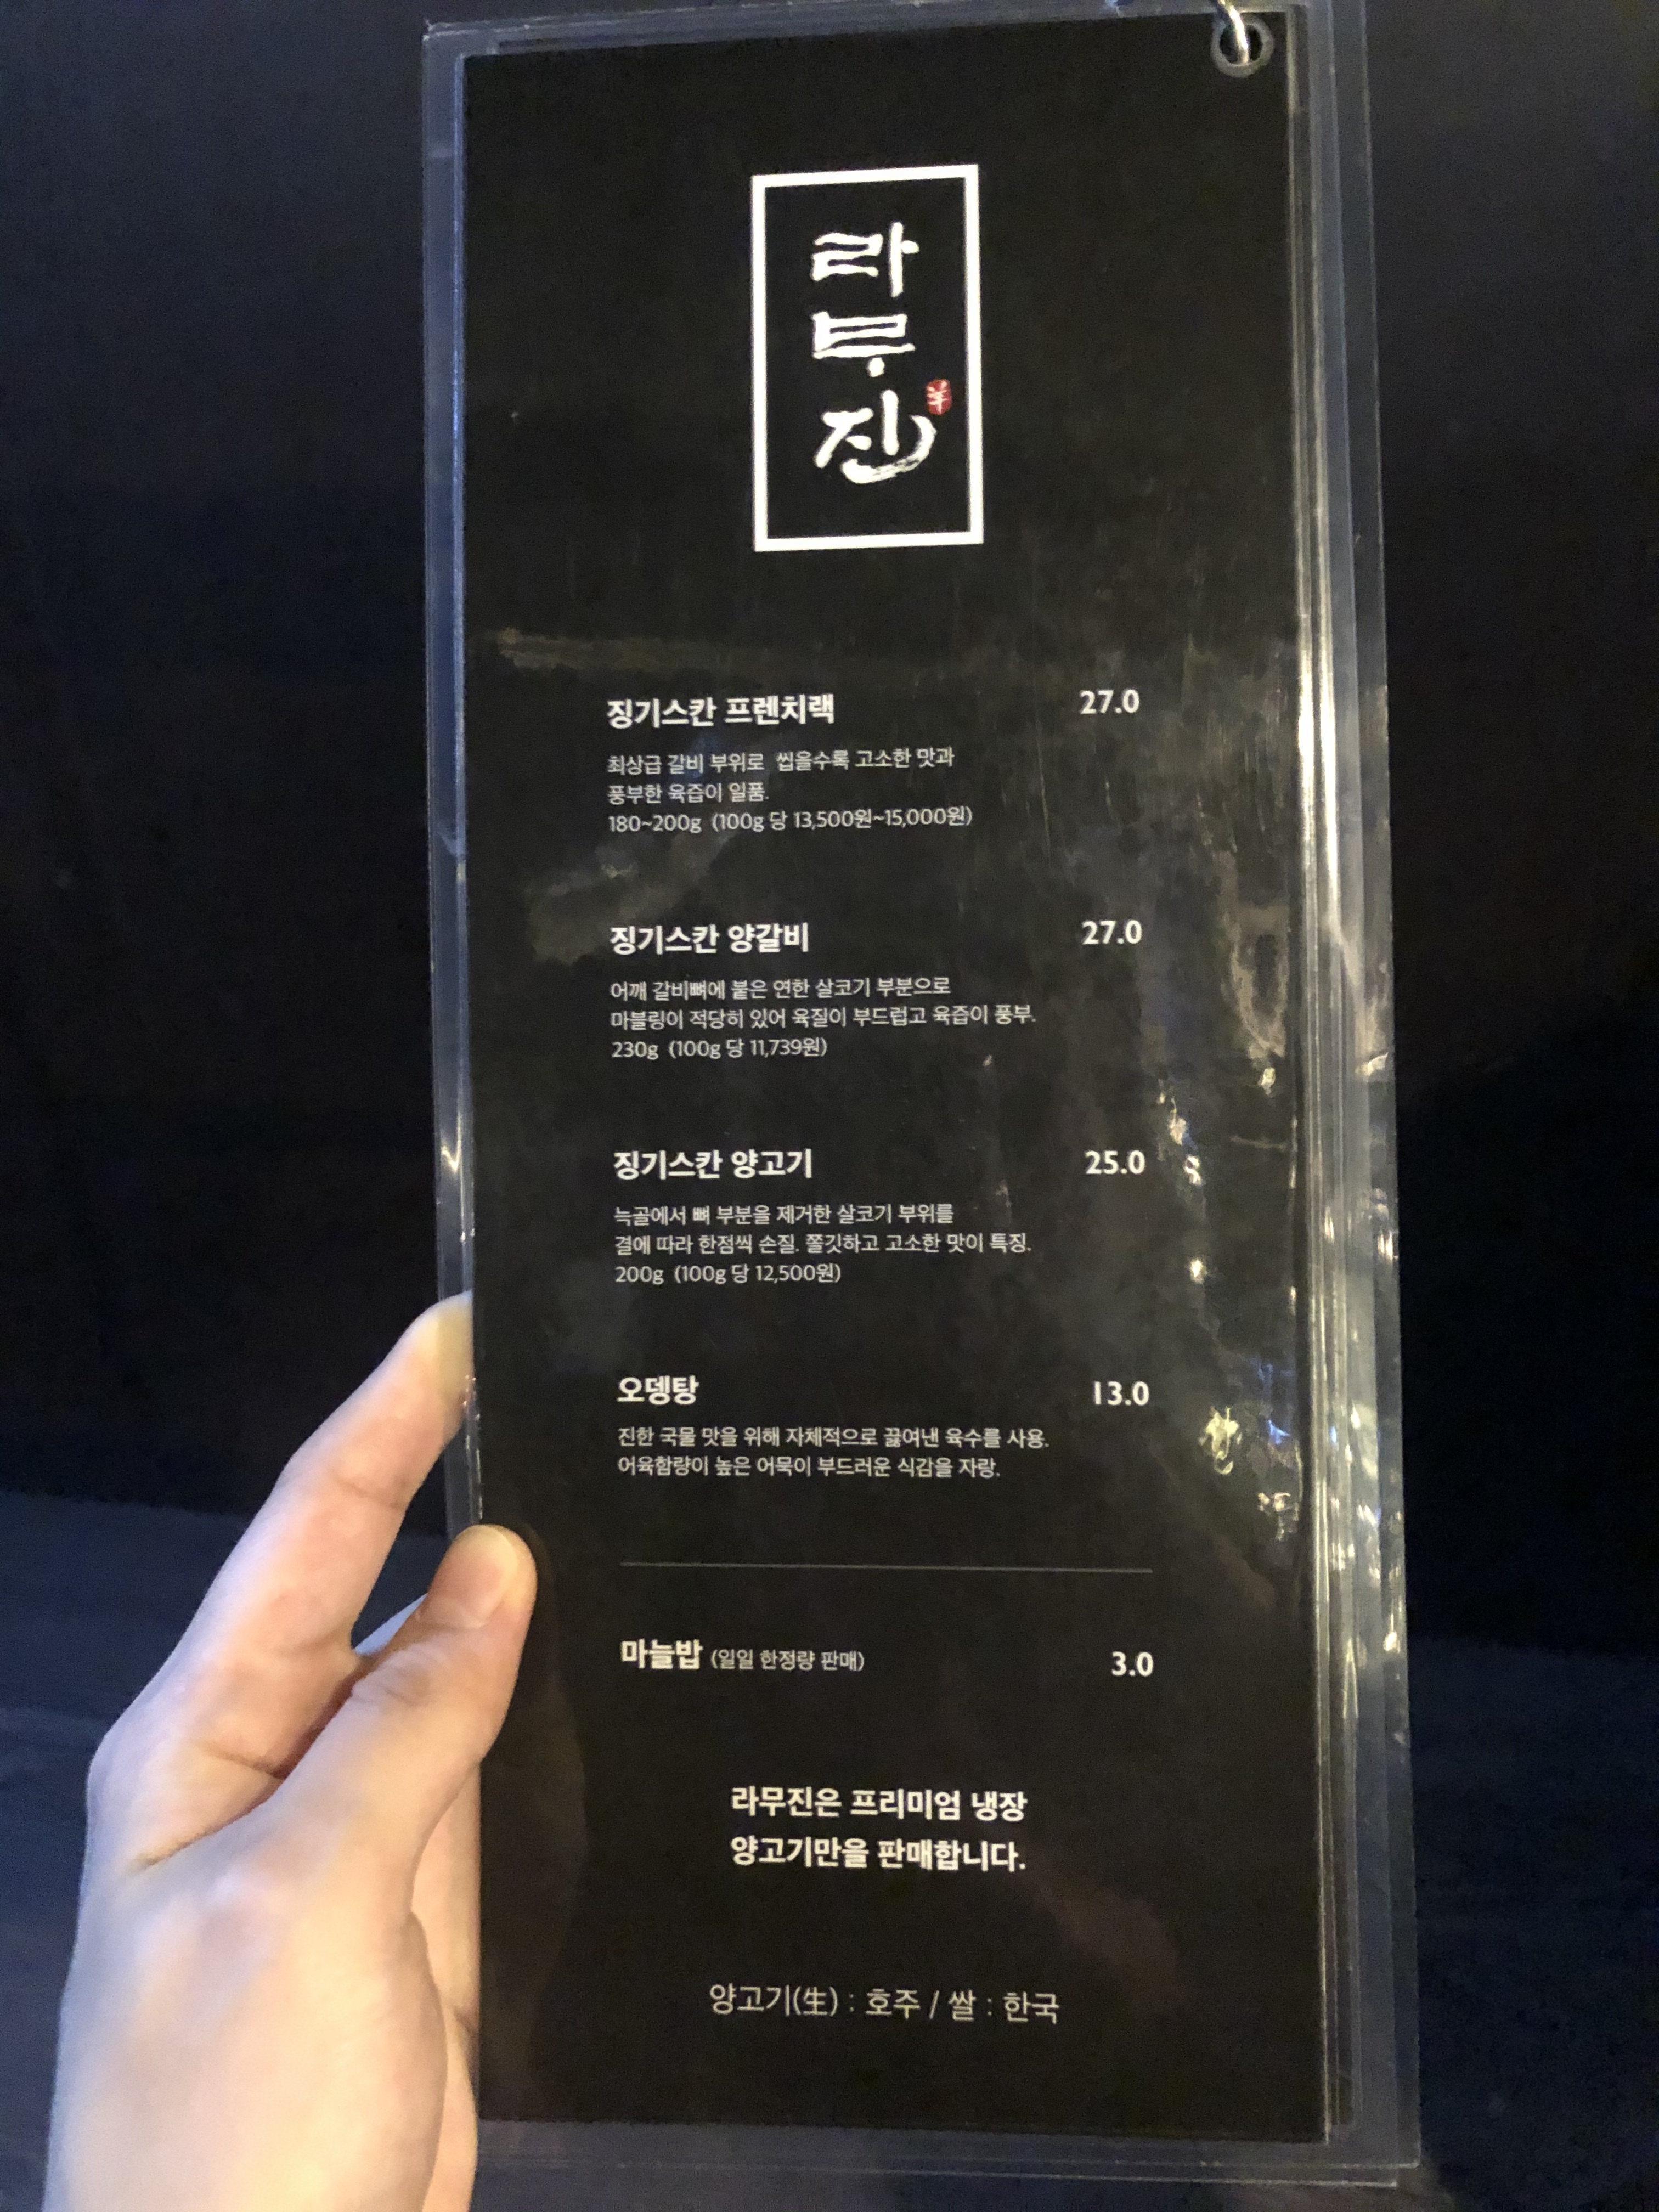 라
무
진
羊
징기스칸 프렌치랙 27.0
최상급 갈비 부위로 씹을수록 고소한 맛과
풍부한 육즙이 일품.
180~200g (100g 당 13,500원~15,000원)
징기스칸 양갈비 27.0
어깨 갈비뼈에 붙은 연한 살코기 부분으로
마블링이 적당히 있어 육질이 부드럽고 육즙이 풍부.
230g (100g 당 11,739원)
징기스칸 양고기 25.0
늑골에서 뼈 부분을 제거한 살코기 부위를
결에 따라 한점씩 손질. 쫄깃하고 고소한 맛이 특징.
200g (100g 당 12,500원)
오뎅탕 13.0
진한 국물 맛을 위해 자체적으로 끓여낸 육수를 사용.
어육함량이 높은 어묵이 부드러운 식감을 자랑.
마늘밥 (일일 한정량 판매) 3.0
라무진은 프리미엄 냉장
양고기만을 판매합니다.
양고기(生) : 호주 / 쌀 : 한국